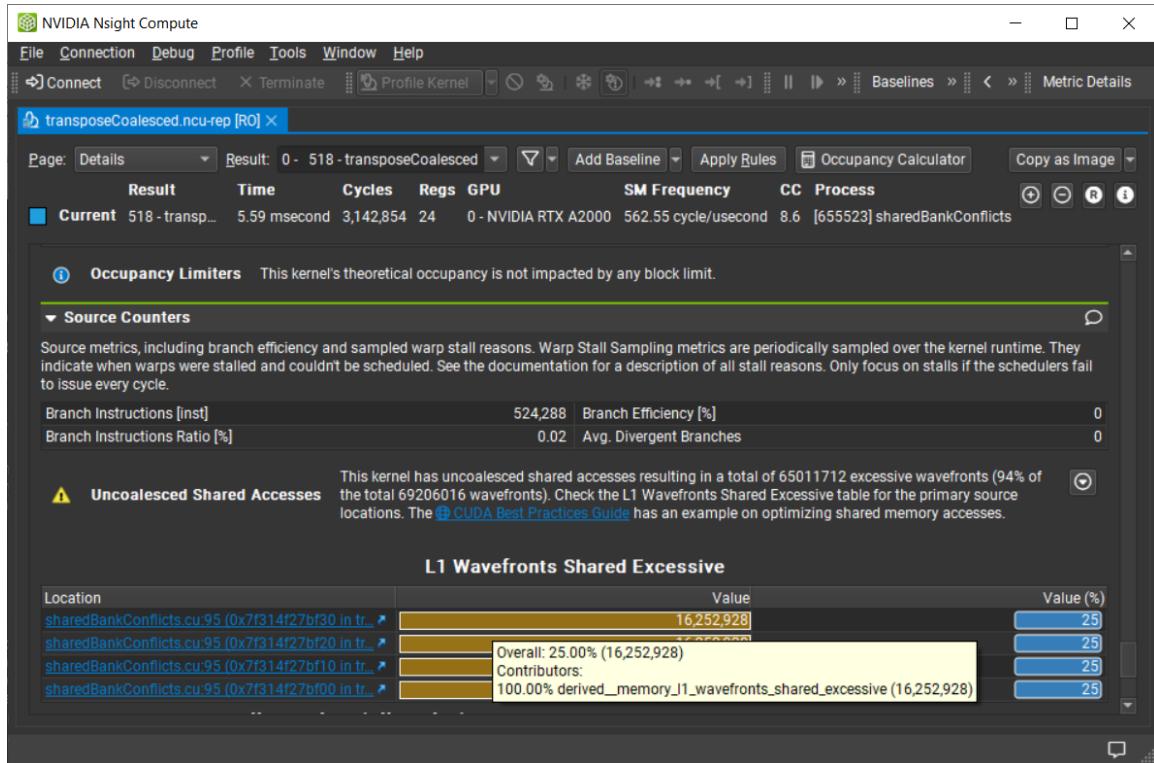 NVIDIA Nsight Compute
File Connection Debug Profile Tools Window Help
Connect Disconnect Terminate Profile Kernel Baselines Metric Details
transposeCoalesced.ncu-rep [RO]
Page: Details Result: 0 - 518 - transposeCoalesced Add Baseline Apply Rules Occupancy Calculator Copy as Image
Result Time Cycles Regs GPU SM Frequency CC Process
Current 518 - transp... 5.59 msecond 3,142,854 24 0 - NVIDIA RTX A2000 562.55 cycle/usecond 8.6 [655523] sharedBankConflicts
Occupancy Limiters This kernel's theoretical occupancy is not impacted by any block limit.
Source Counters
Source metrics, including branch efficiency and sampled warp stall reasons. Warp Stall Sampling metrics are periodically sampled over the kernel runtime. They
indicate when warps were stalled and couldn't be scheduled. See the documentation for a description of all stall reasons. Only focus on stalls if the schedulers fail
to issue every cycle.
Branch Instructions [inst] 524,288 Branch Efficiency [%] 0
Branch Instructions Ratio [%] 0.02 Avg. Divergent Branches 0
This kernel has uncoalesced shared accesses resulting in a total of 65011712 excessive wavefronts (94% of
Uncoalesced Shared Accesses the total 69206016 wavefronts). Check the L1 Wavefronts Shared Excessive table for the primary source
locations. The CUDA Best Practices Guide has an example on optimizing shared memory accesses.
L1 Wavefronts Shared Excessive
Location Value Value (%)
sharedBankConflicts.cu:95 (0x7f314f27bf30 in tr... 16,252,928 25
sharedBankConflicts.cu:95 (0x7f314f27bf20 in tr... 25
sharedBankConflicts.cu:95 (0x7f314f27bf10 in tr... 25
sharedBankConflicts.cu:95 (0x7f314f27bf00 in tr... 25
Overall: 25.00% (16,252,928)
Contributors:
100.00% derived__memory_l1_wavefronts_shared_excessive (16,252,928)